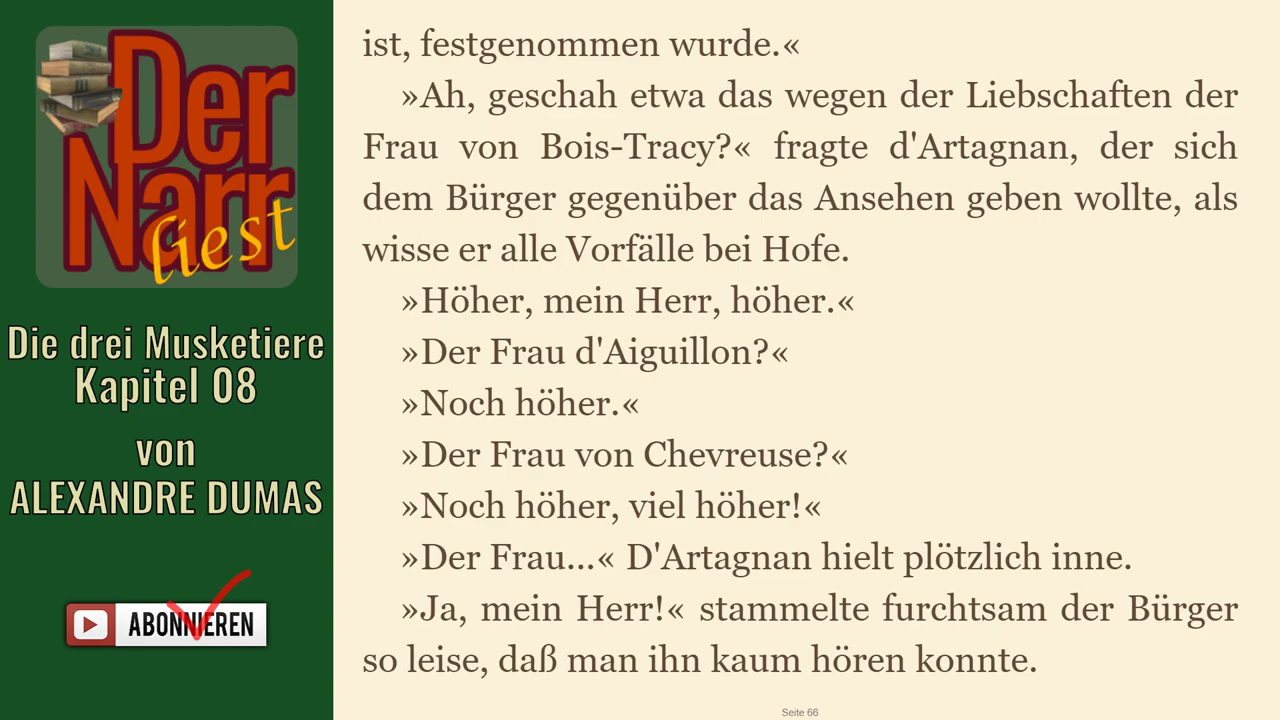 Der
Narr
liest
Die drei Musketiere
Kapitel 08
von
ALEXANDRE DUMAS
ABONNIEREN
ist, festgenommen wurde.«
»Ah, geschah etwa das wegen der Liebschaften der
Frau von Bois-Tracy?« fragte d'Artagnan, der sich
dem Bürger gegenüber das Ansehen geben wollte, als
wisse er alle Vorfälle bei Hofe.
»Höher, mein Herr, höher.«
»Der Frau d'Aiguillon?«
»Noch höher.«
»Der Frau von Chevreuse?«
»Noch höher, viel höher!«
»Der Frau...« D'Artagnan hielt plötzlich inne.
»Ja, mein Herr!« stammelte furchtsam der Bürger
so leise, daß man ihn kaum hören konnte.
Seite 66